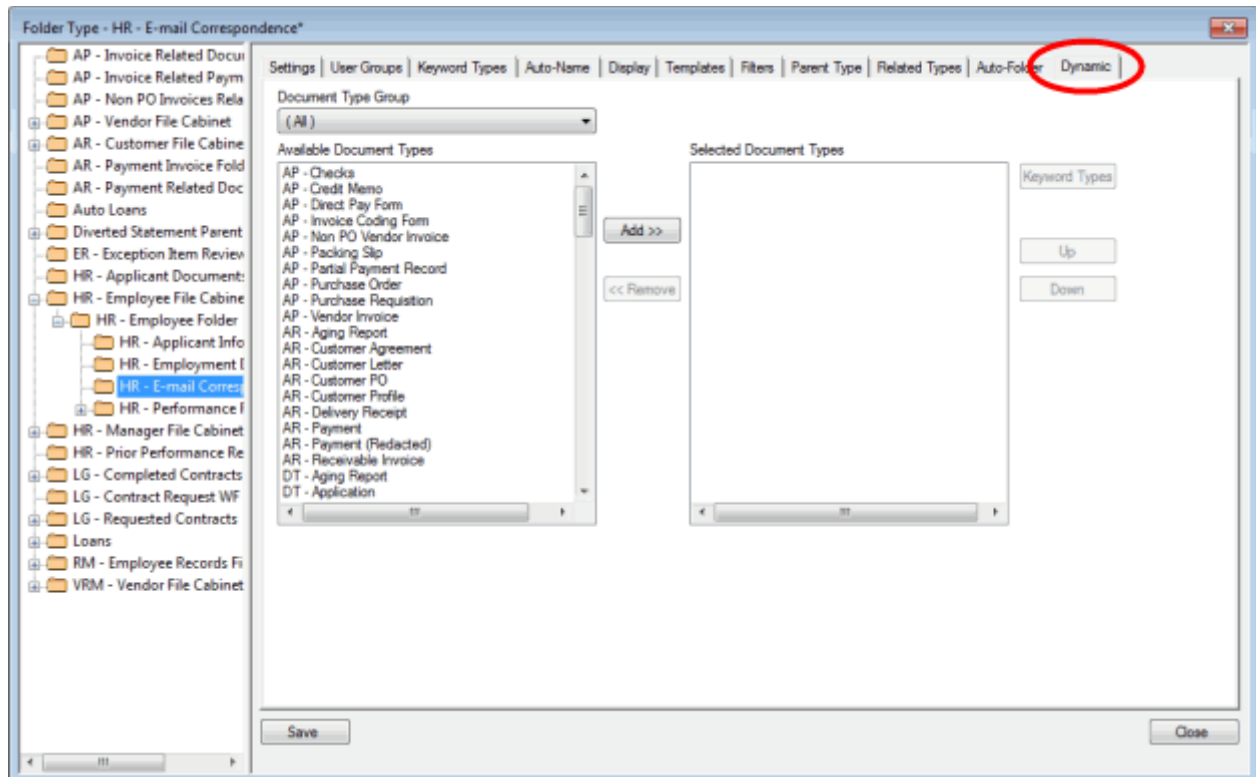 Folder Type - HR - E-mail Correspondence*
AP - Invoice Related Docu
AP - Invoice Related Paym
AP - Non PO Invoices Rela
AP - Vendor File Cabinet
AR - Customer File Cabine
AR - Payment Invoice Fold
AR - Payment Related Doc
Auto Loans
Diverted Statement Parent
ER - Exception Item Review
HR - Applicant Document:
HR - Employee File Cabine
HR - Employee Folder
HR - Applicant Info
HR - Employment D
HR - E-mail Corresp
HR - Performance R
HR - Manager File Cabinet
HR - Prior Performance Re
LG - Completed Contracts
LG - Contract Request WF
LG - Requested Contracts
Loans
RM - Employee Records Fi
VRM - Vendor File Cabinet
Settings User Groups Keyword Types Auto-Name Display Templates Filters Parent Type Related Types Auto-Folder Dynamic
Document Type Group
( All )
Available Document Types
AP - Checks
AP - Credit Memo
AP - Direct Pay Form
AP - Invoice Coding Form
AP - Non PO Vendor Invoice
AP - Packing Slip
AP - Partial Payment Record
AP - Purchase Order
AP - Purchase Requisition
AP - Vendor Invoice
AR - Aging Report
AR - Customer Agreement
AR - Customer Letter
AR - Customer PO
AR - Customer Profile
AR - Delivery Receipt
AR - Payment
AR - Payment (Redacted)
AR - Receivable Invoice
DT - Aging Report
DT - Application
Add >>
<< Remove
Selected Document Types
Keyword Types
Up
Down
Save
Close